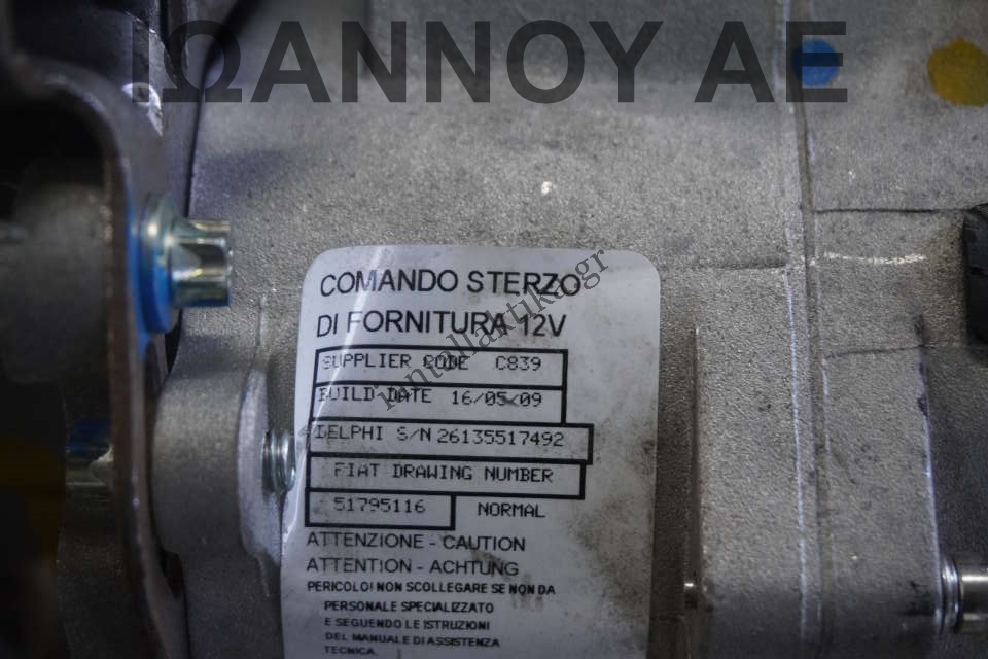 ΙΩΑΝΝΟΥ ΑΕ
COMANDO STERZO
DI FORNITURA 12V
SUPPLIER CODE C839
BUILD DATE 16/05/09
DELPHI S/N 26135517492
FIAT DRAWING NUMBER
51795116 NORMAL
ATTENZIONE - CAUTION
ATTENTION - ACHTUNG
PERICOLO! NON SCOLLEGARE SE NON DA
PERSONALE SPECIALIZZATO
E SEGUENDO LE ISTRUZIONI
DEL MANUALE DI ASSISTENZA
TECNICA.